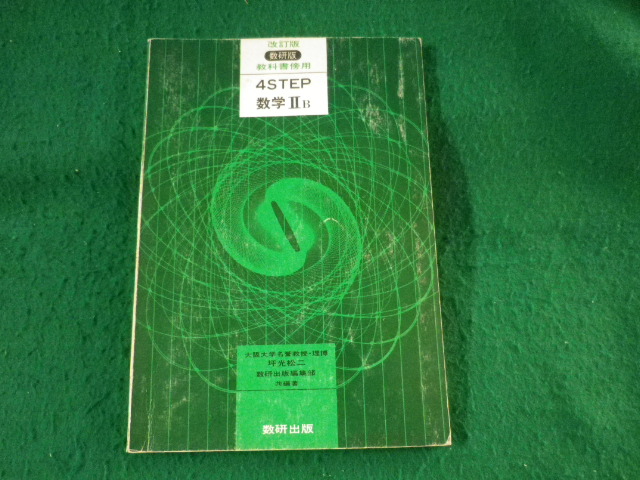 改訂版
数研版
教科書傍用
4STEP
数学ⅡB
大阪大学名誉教授・理博
坪光松二
数研出版編集部
共編著
数研出版